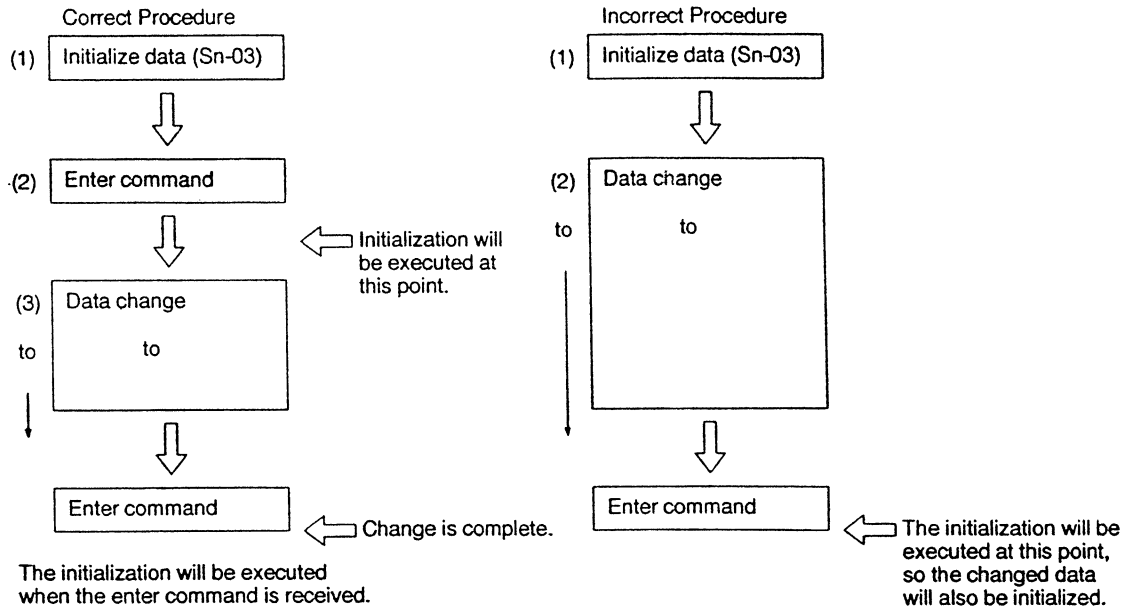 Correct Procedure
(1) Initialize data (Sn-03)
(2) Enter command
Initialization will
be executed at
this point.
(3) Data change
to to
Enter command
Change is complete.
The initialization will be executed
when the enter command is received.
Incorrect Procedure
(1) Initialize data (Sn-03)
(2) Data change
to to
Enter command
The initialization will be
executed at this point,
so the changed data
will also be initialized.